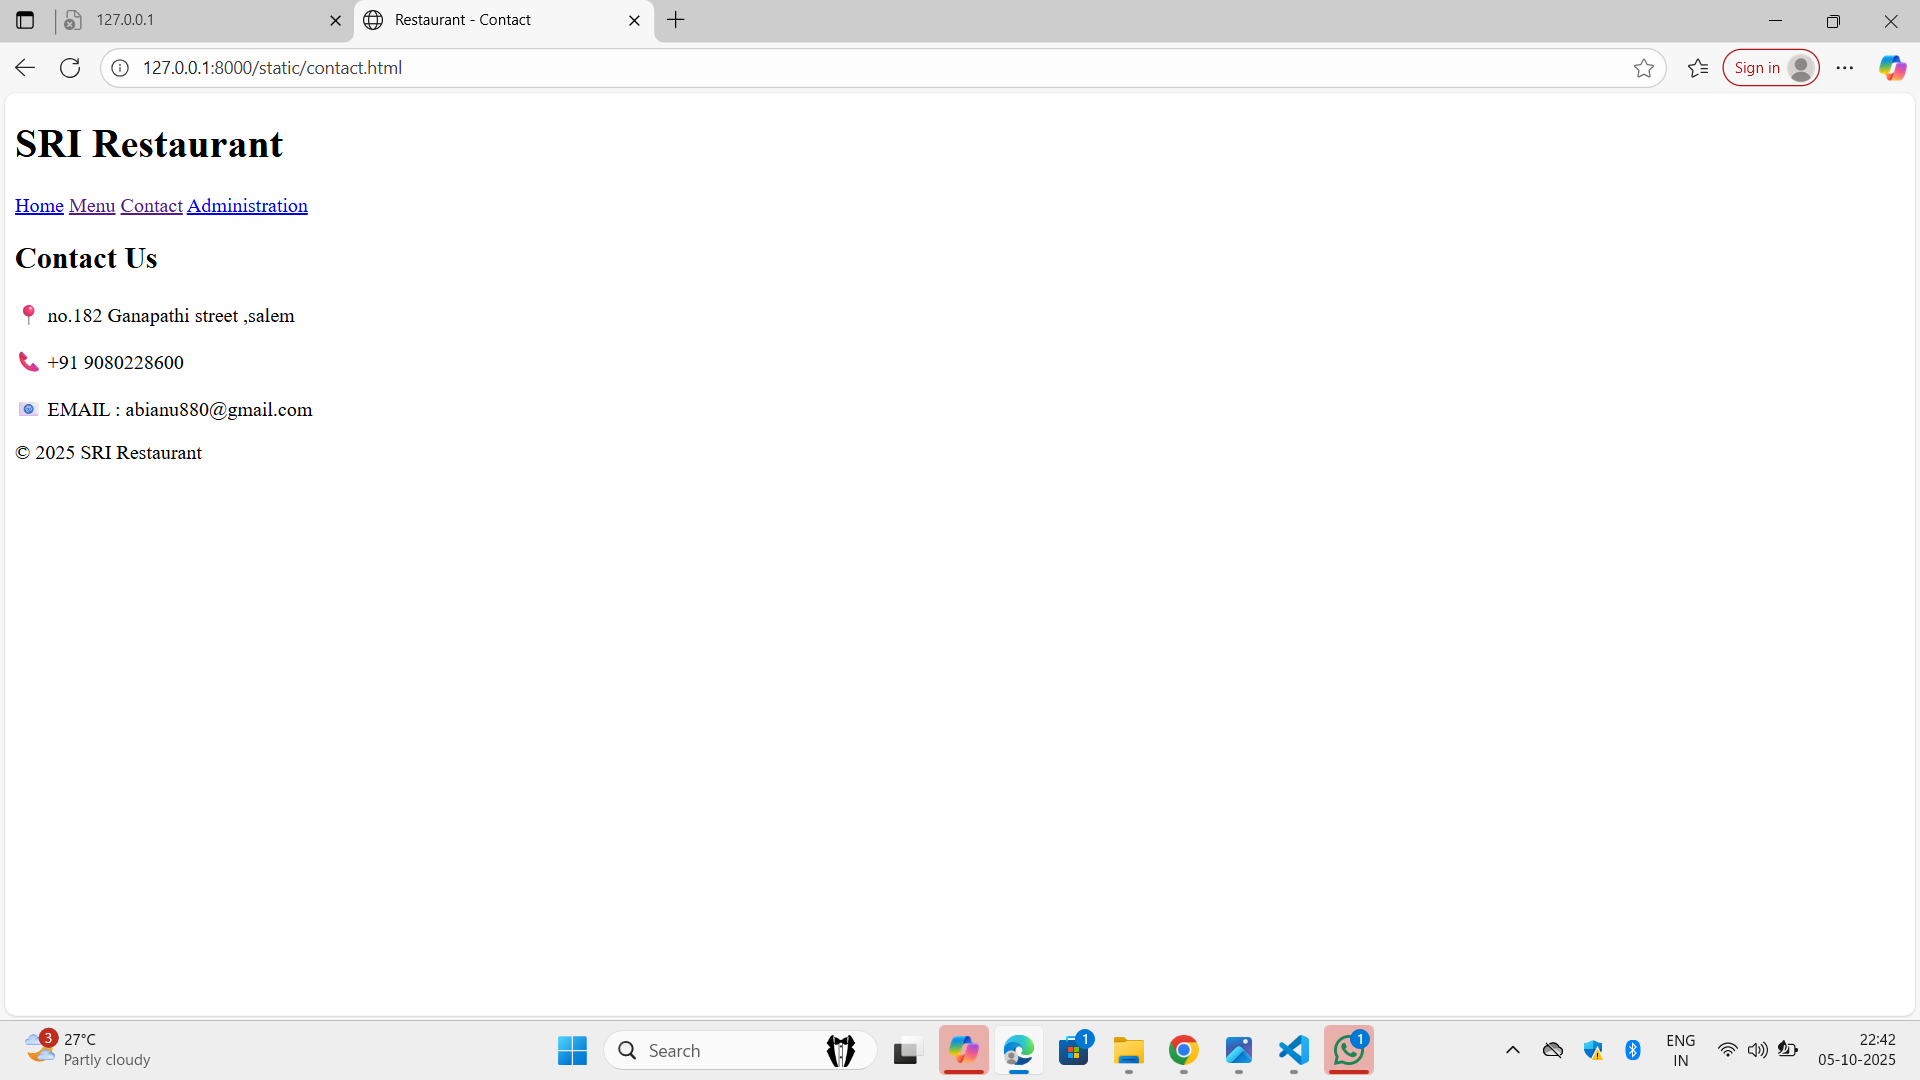 127.0.0.1
Restaurant - Contact
127.0.0.1:8000/static/contact.html
Sign in
SRI Restaurant
Home Menu Contact Administration
Contact Us
no.182 Ganapathi street ,salem
+91 9080228600
EMAIL : abianu880@gmail.com
© 2025 SRI Restaurant
3
27°C
Partly cloudy
Search
1
1
ENG
IN
22:42
05-10-2025